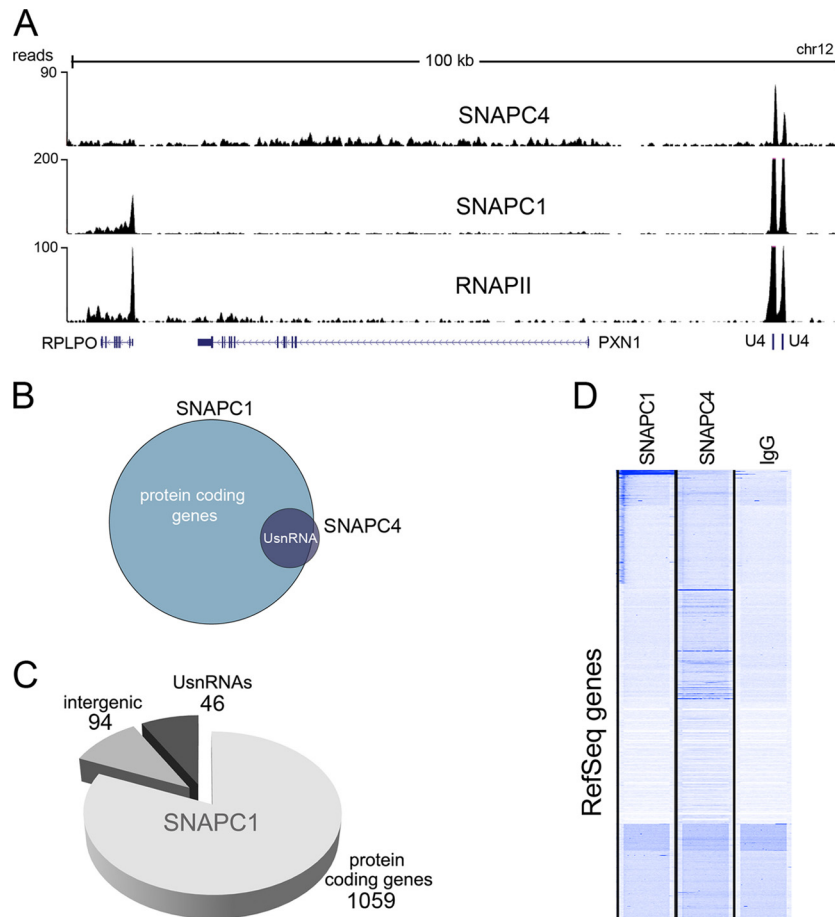 A
reads
100 kb
chr12
90
SNAPC4
200
SNAPC1
100
RNAPII
RPLPO
PXN1
U4
U4
B
SNAPC1
protein coding
genes
UsnRNA
SNAPC4
C
intergenic
94
UsnRNAs
46
SNAPC1
protein
coding genes
1059
D
SNAPC1
SNAPC4
IgG
RefSeq genes